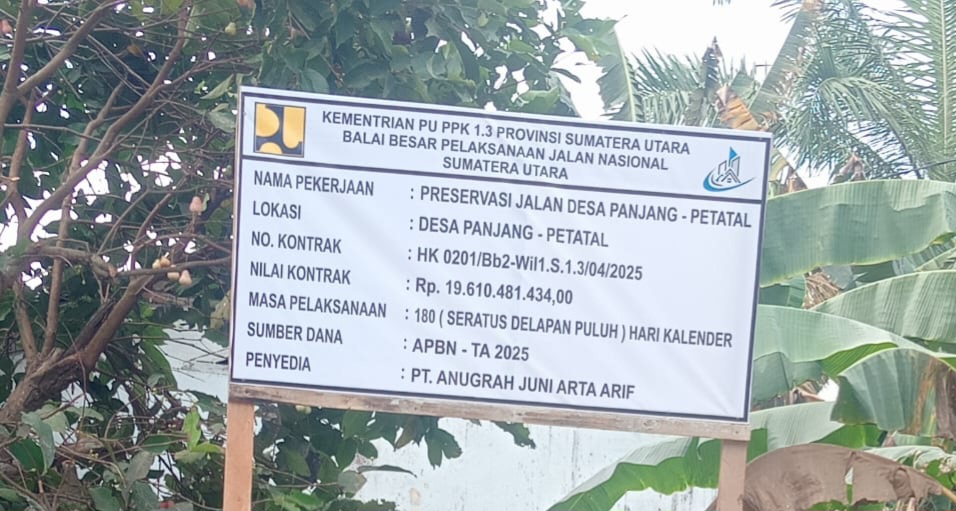 KEMENTRIAN PU PPK 1.3 PROVINSI SUMATERA UTARA
BALAI BESAR PELAKSANAAN JALAN NASIONAL
SUMATERA UTARA
NAMA PEKERJAAN : PRESERVASI JALAN DESA PANJANG - PETATAL
LOKASI : DESA PANJANG - PETATAL
NO. KONTRAK : HK 0201/Bb2-Wil1.S.1.3/04/2025
NILAI KONTRAK : Rp. 19.610.481.434,00
MASA PELAKSANAAN : 180 ( SERATUS DELAPAN PULUH ) HARI KALENDER
SUMBER DANA : APBN - TA 2025
PENYEDIA : PT. ANUGRAH JUNI ARTA ARIF